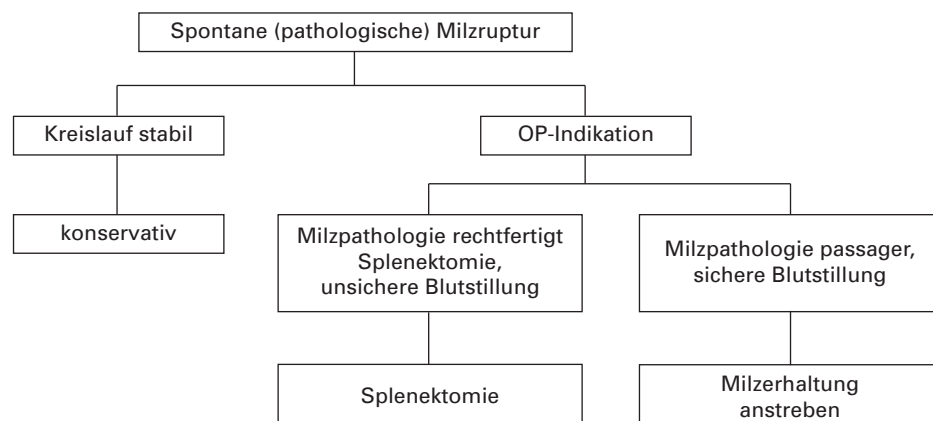 Spontane (pathologische) Milzruptur
Kreislauf stabil
OP-Indikation
konservativ
Milzpathologie rechtfertigt
Splenektomie,
unsichere Blutstillung
Milzpathologie passager,
sichere Blutstillung
Splenektomie
Milzerhaltung
anstreben